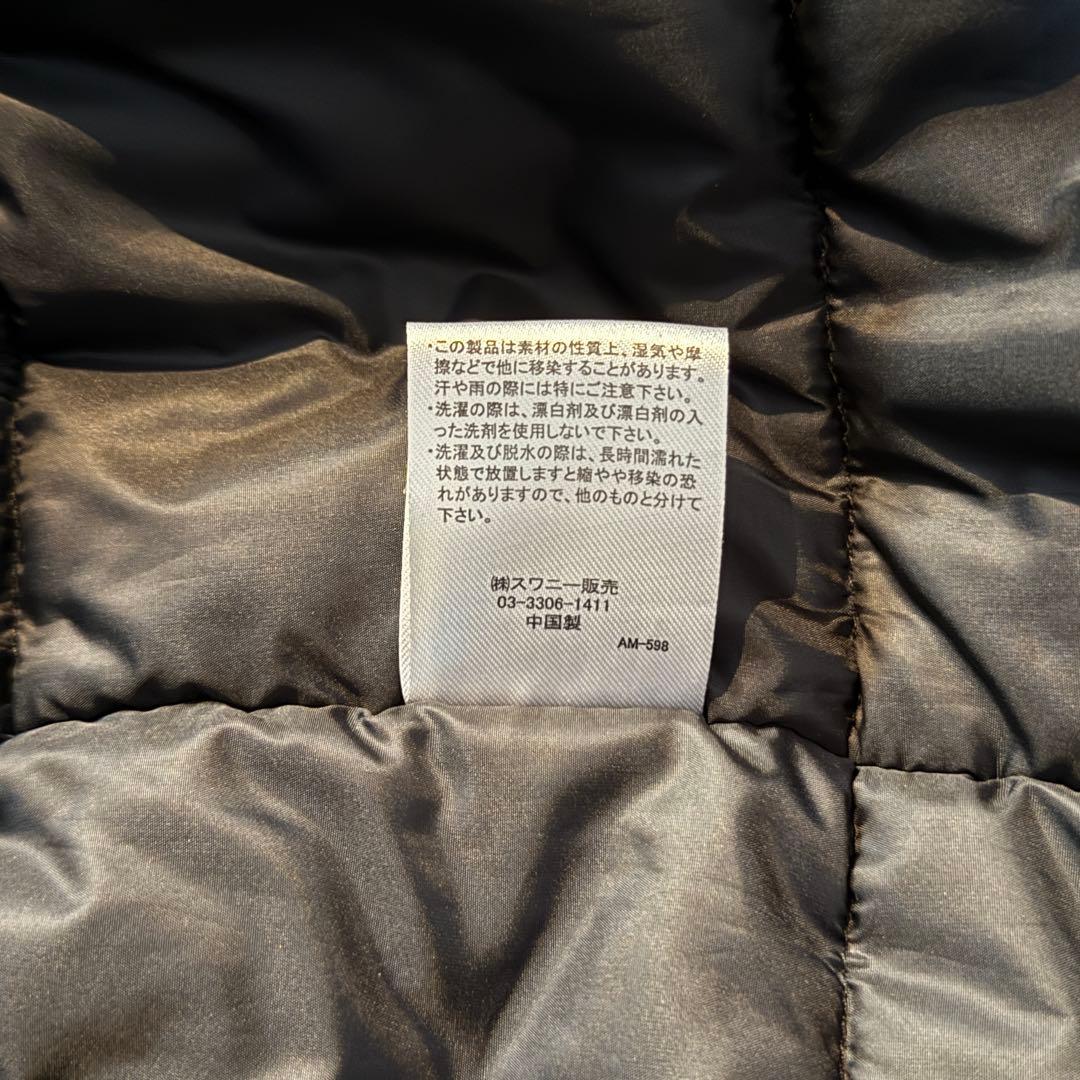 ・この製品は素材の性質上、湿気や摩
擦などで他に移染することがあります。
汗や雨の際には特にご注意下さい。
・洗濯の際は、漂白剤及び漂白剤の入
った洗剤を使用しないで下さい。
・洗濯及び脱水の際は、長時間濡れた
状態で放置しますと縮やや移染の恐
れがありますので、他のものと分けて
下さい。
㈱スワニー販売
03-3306-1411
中国製
AM-598